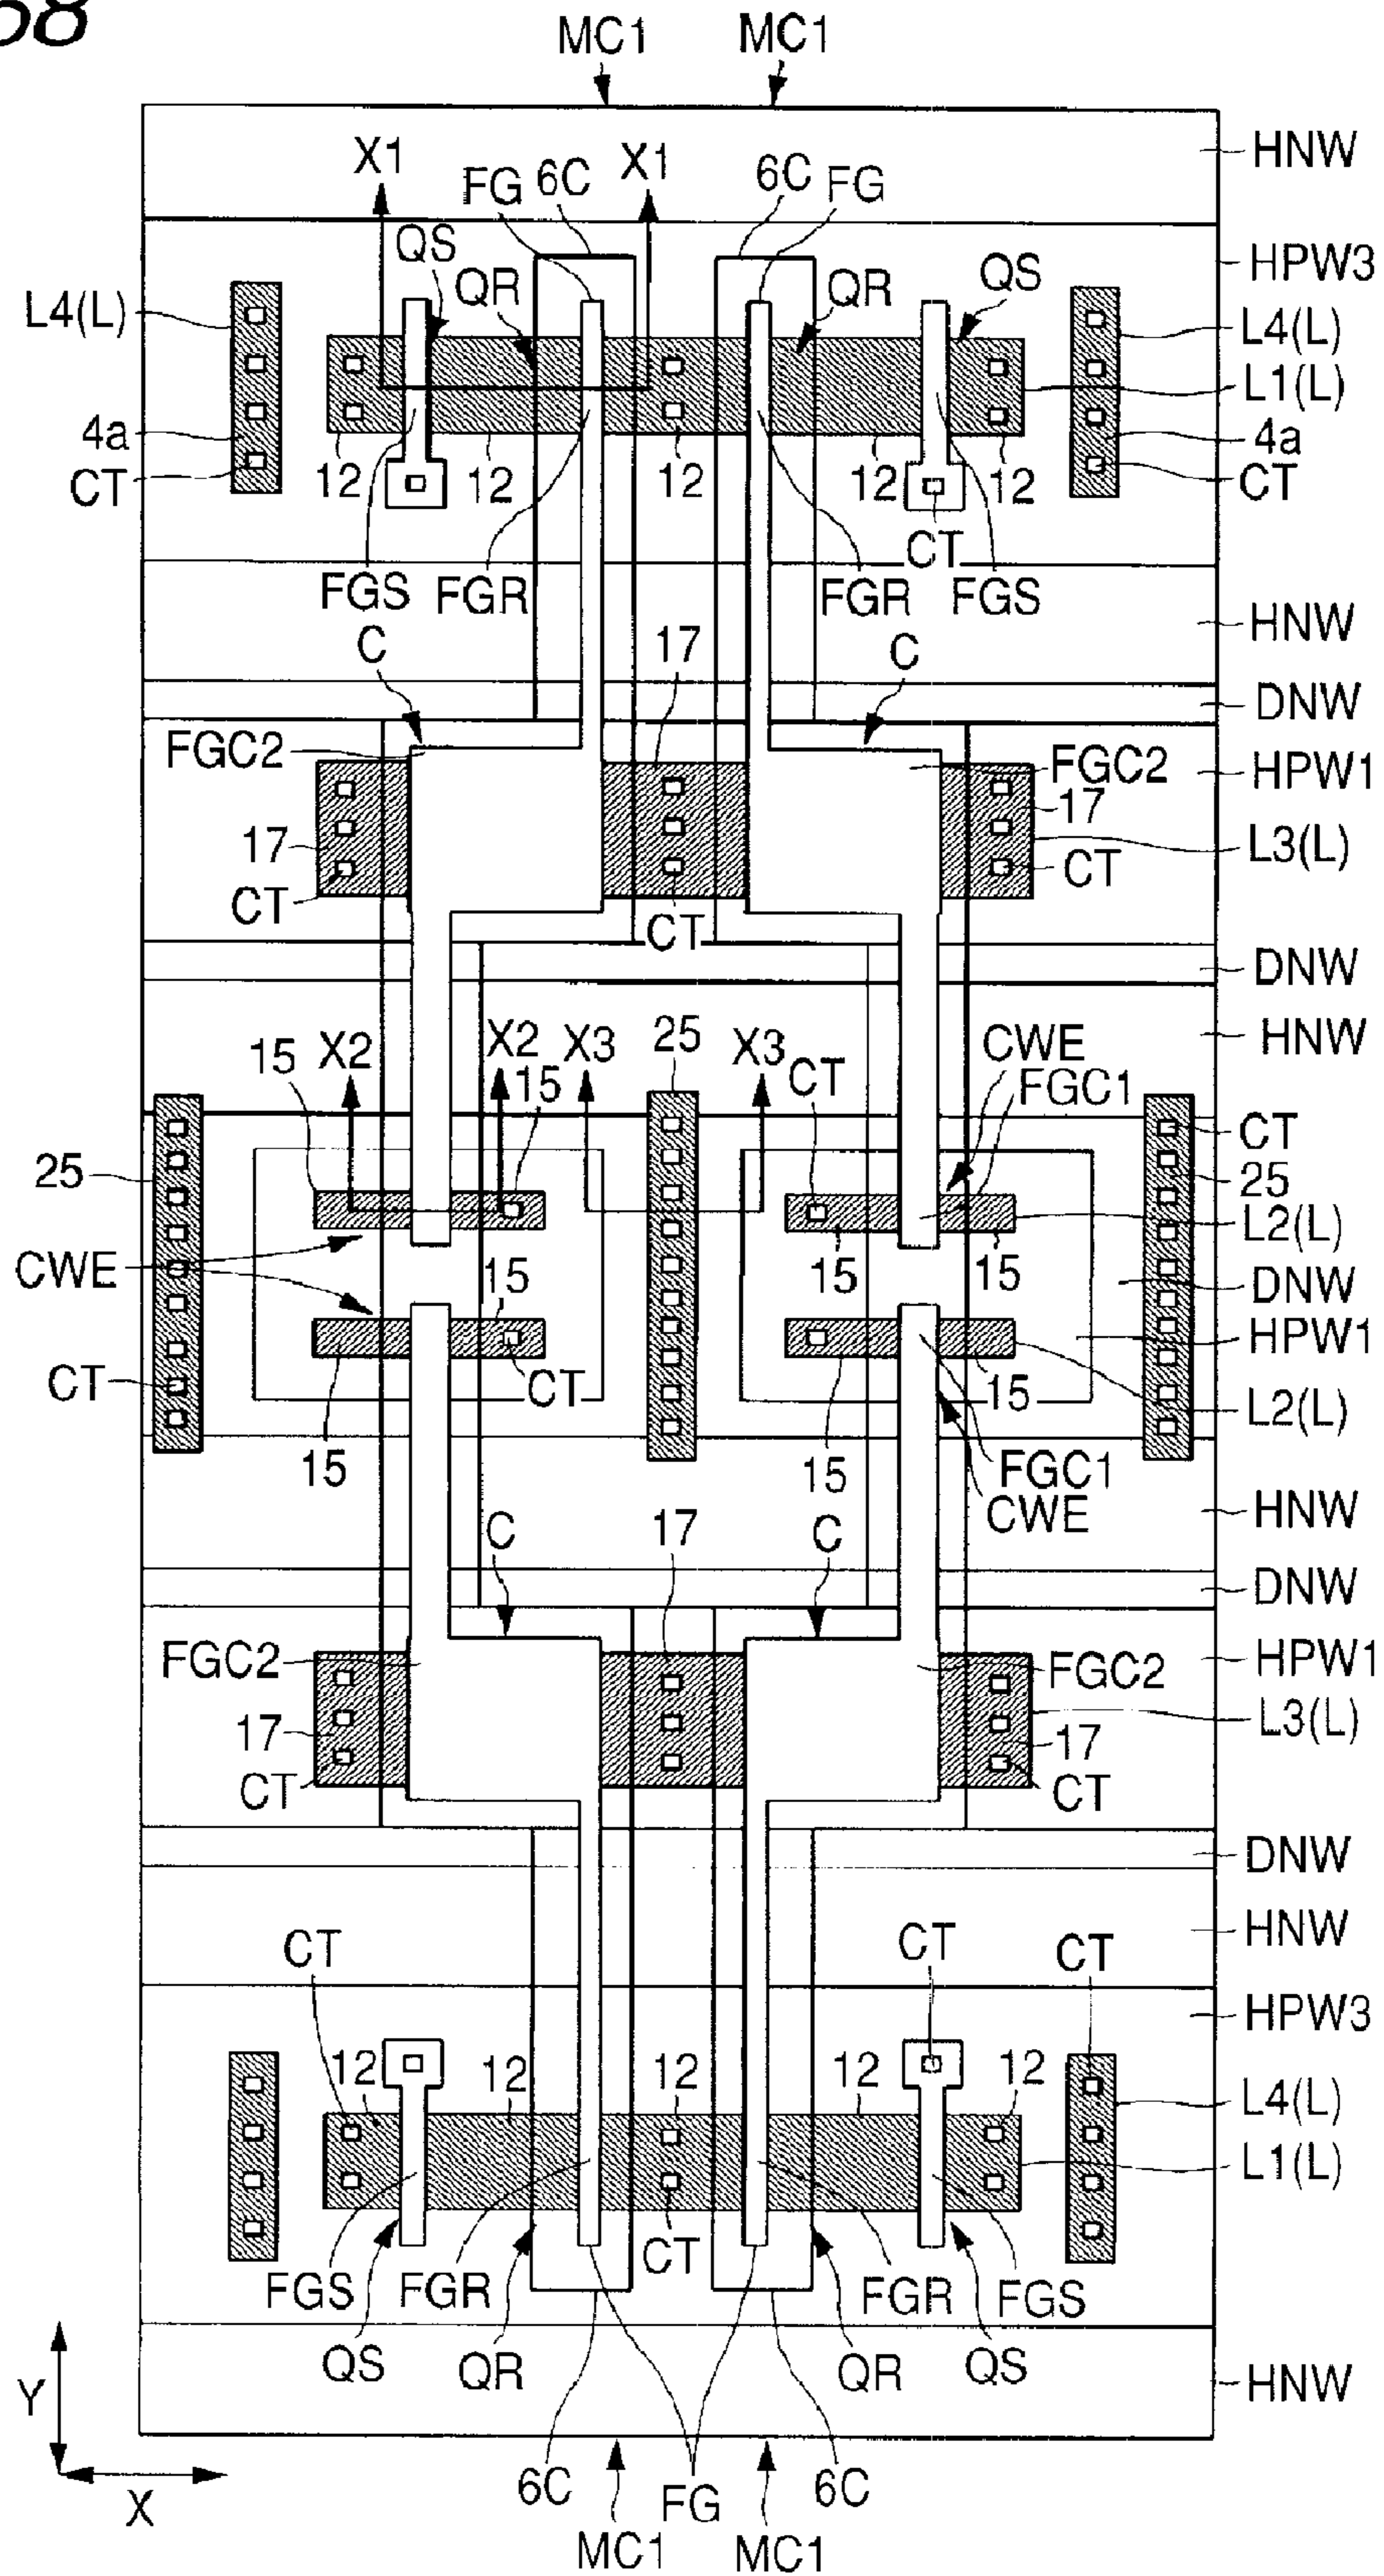 68
MC1 MC1
HNW
X1 FG 6C X1 6C FG
QS QR QR QS HPW3
L4(L) L4(L)
L1(L)
4a 4a
CT 12 12 12 12 12 CT
CT
FGS FGR FGR FGS HNW
C 17 C
DNW
FGC2 FGC2 HPW1
17 17
L3(L)
CT CT CT
DNW
HNW
15 X2 X2 X3 25 X3 CT CWE
15 FGC1
CT
25 25
L2(L)
CWE 15 15 15 DNW
HPW1
CT CT 15
L2(L)
15 15 FGC1
CWE HNW
C 17 C
DNW
FGC2 FGC2 HPW1
17 17 L3(L)
CT CT
DNW
CT CT CT HNW
HPW3
12 12 12 12 12
L4(L)
L1(L)
CT
FGS FGR FGR FGS
QS QR QR QS
Y HNW
X 6C FG 6C
MC1 MC1